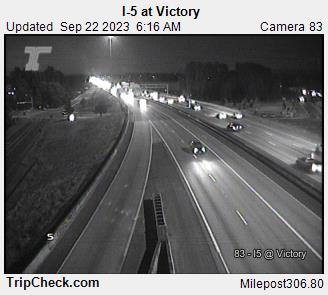 I-5 at Victory
Updated Sep 22 2023 6:16 AM Camera 83
T
S
83 - I5 @ Victory
TripCheck.com Milepost306.80